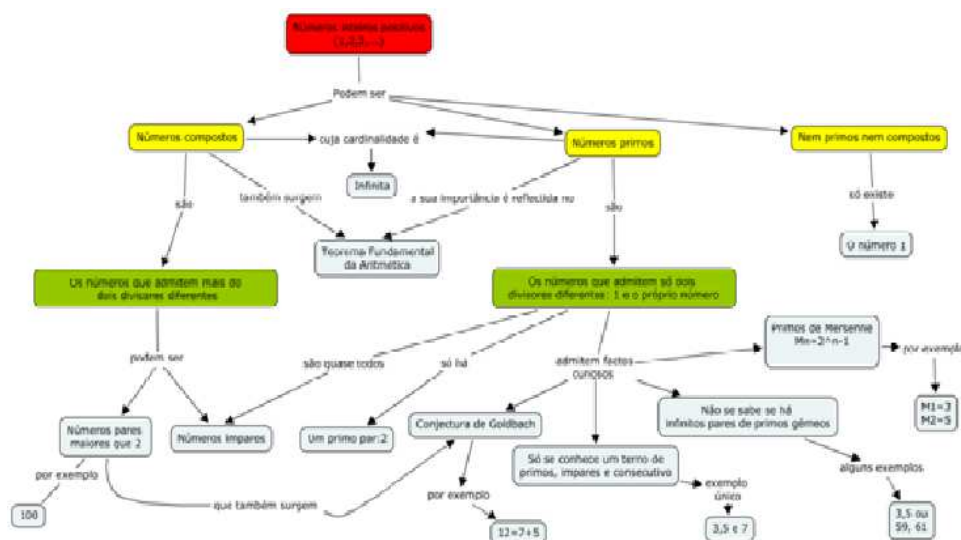 Números inteiros positivos
(1,2,3,...)
Podem ser
Números compostos
cuja cardinalidade é
Números primos
Nem primos nem compostos
Infinita
também surgem
a sua importância é reflectida no
são
são
só existe
O número 1
Teorema Fundamental
da Aritmética
Os números que admitem mais do
dois divisores diferentes
Os números que admitem só dois
divisores diferentes: 1 e o próprio número
podem ser
são quase todos
só há
admitem factos
curiosos
Primos de Mersenne
Mn=2^n-1
por exemplo
M1=3
M2=5
Números pares
maiores que 2
Números ímpares
Um primo par:2
Conjectura de Goldbach
Não se sabe se há
infinitos pares de primos gémeos
Só se conhece um terno de
primos, impares e consecutivo
por exemplo
100
que também surgem
por exemplo
12=7+5
exemplo
único
3,5 e 7
alguns exemplos
3,5 ou
59, 61